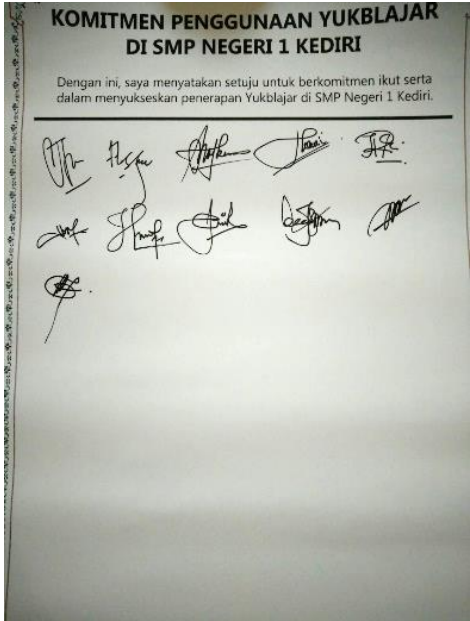 KOMITMEN PENGGUNAAN YUKBLAJAR
DI SMP NEGERI 1 KEDIRI
Dengan ini, saya menyatakan setuju untuk berkomitmen ikut serta
dalam menyukseskan penerapan Yukblajar di SMP Negeri 1 Kediri.